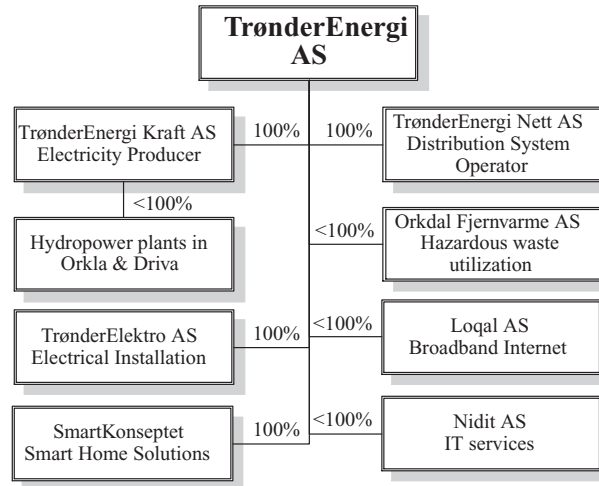 TrønderEnergi
AS
TrønderEnergi Kraft AS
Electricity Producer
100%
100%
TrønderEnergi Nett AS
Distribution System
Operator
<100%
Hydropower plants in
Orkla & Driva
<100%
Orkdal Fjernvarme AS
Hazardous waste
utilization
TrønderElektro AS
Electrical Installation
100%
<100%
Loqal AS
Broadband Internet
SmartKonseptet
Smart Home Solutions
100%
<100%
Nidit AS
IT services